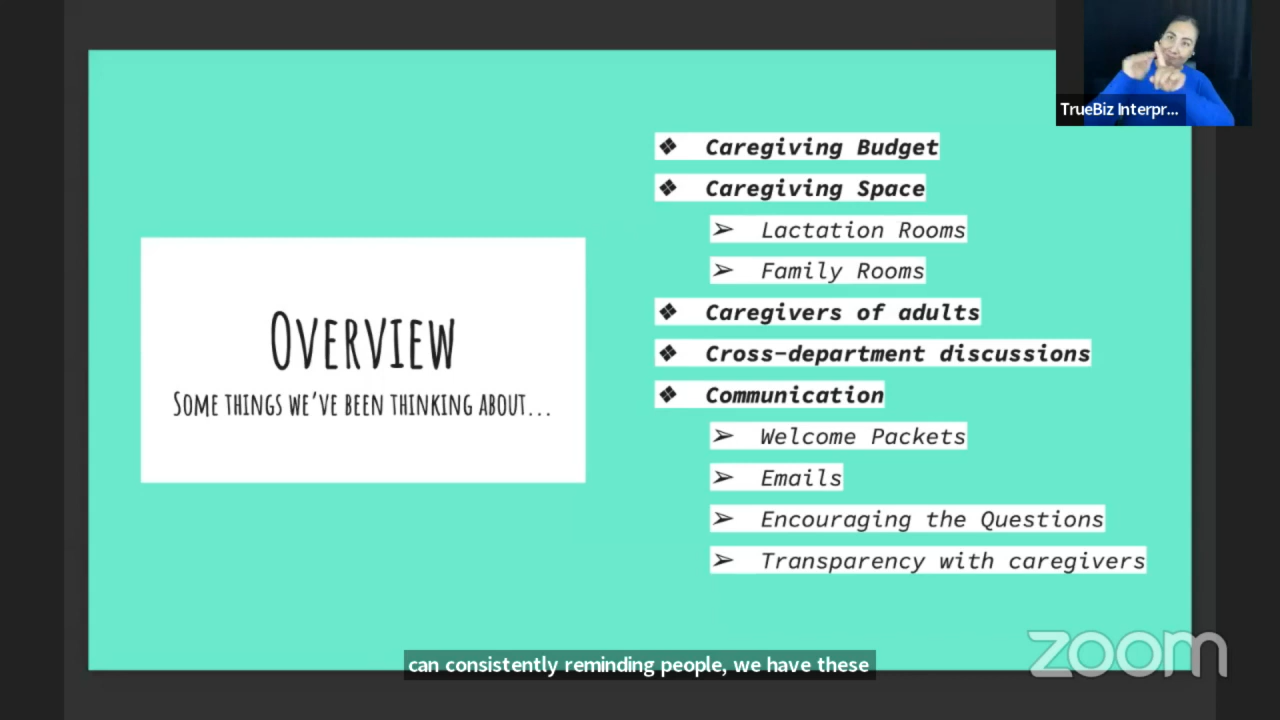 TrueBiz Interpr...
❖ Caregiving Budget
❖ Caregiving Space
➢ Lactation Rooms
➢ Family Rooms
❖ Caregivers of adults
❖ Cross-department discussions
❖ Communication
➢ Welcome Packets
➢ Emails
➢ Encouraging the Questions
➢ Transparency with caregivers
Overview
Some things we've been thinking about...
can consistently reminding people, we have these
zoom